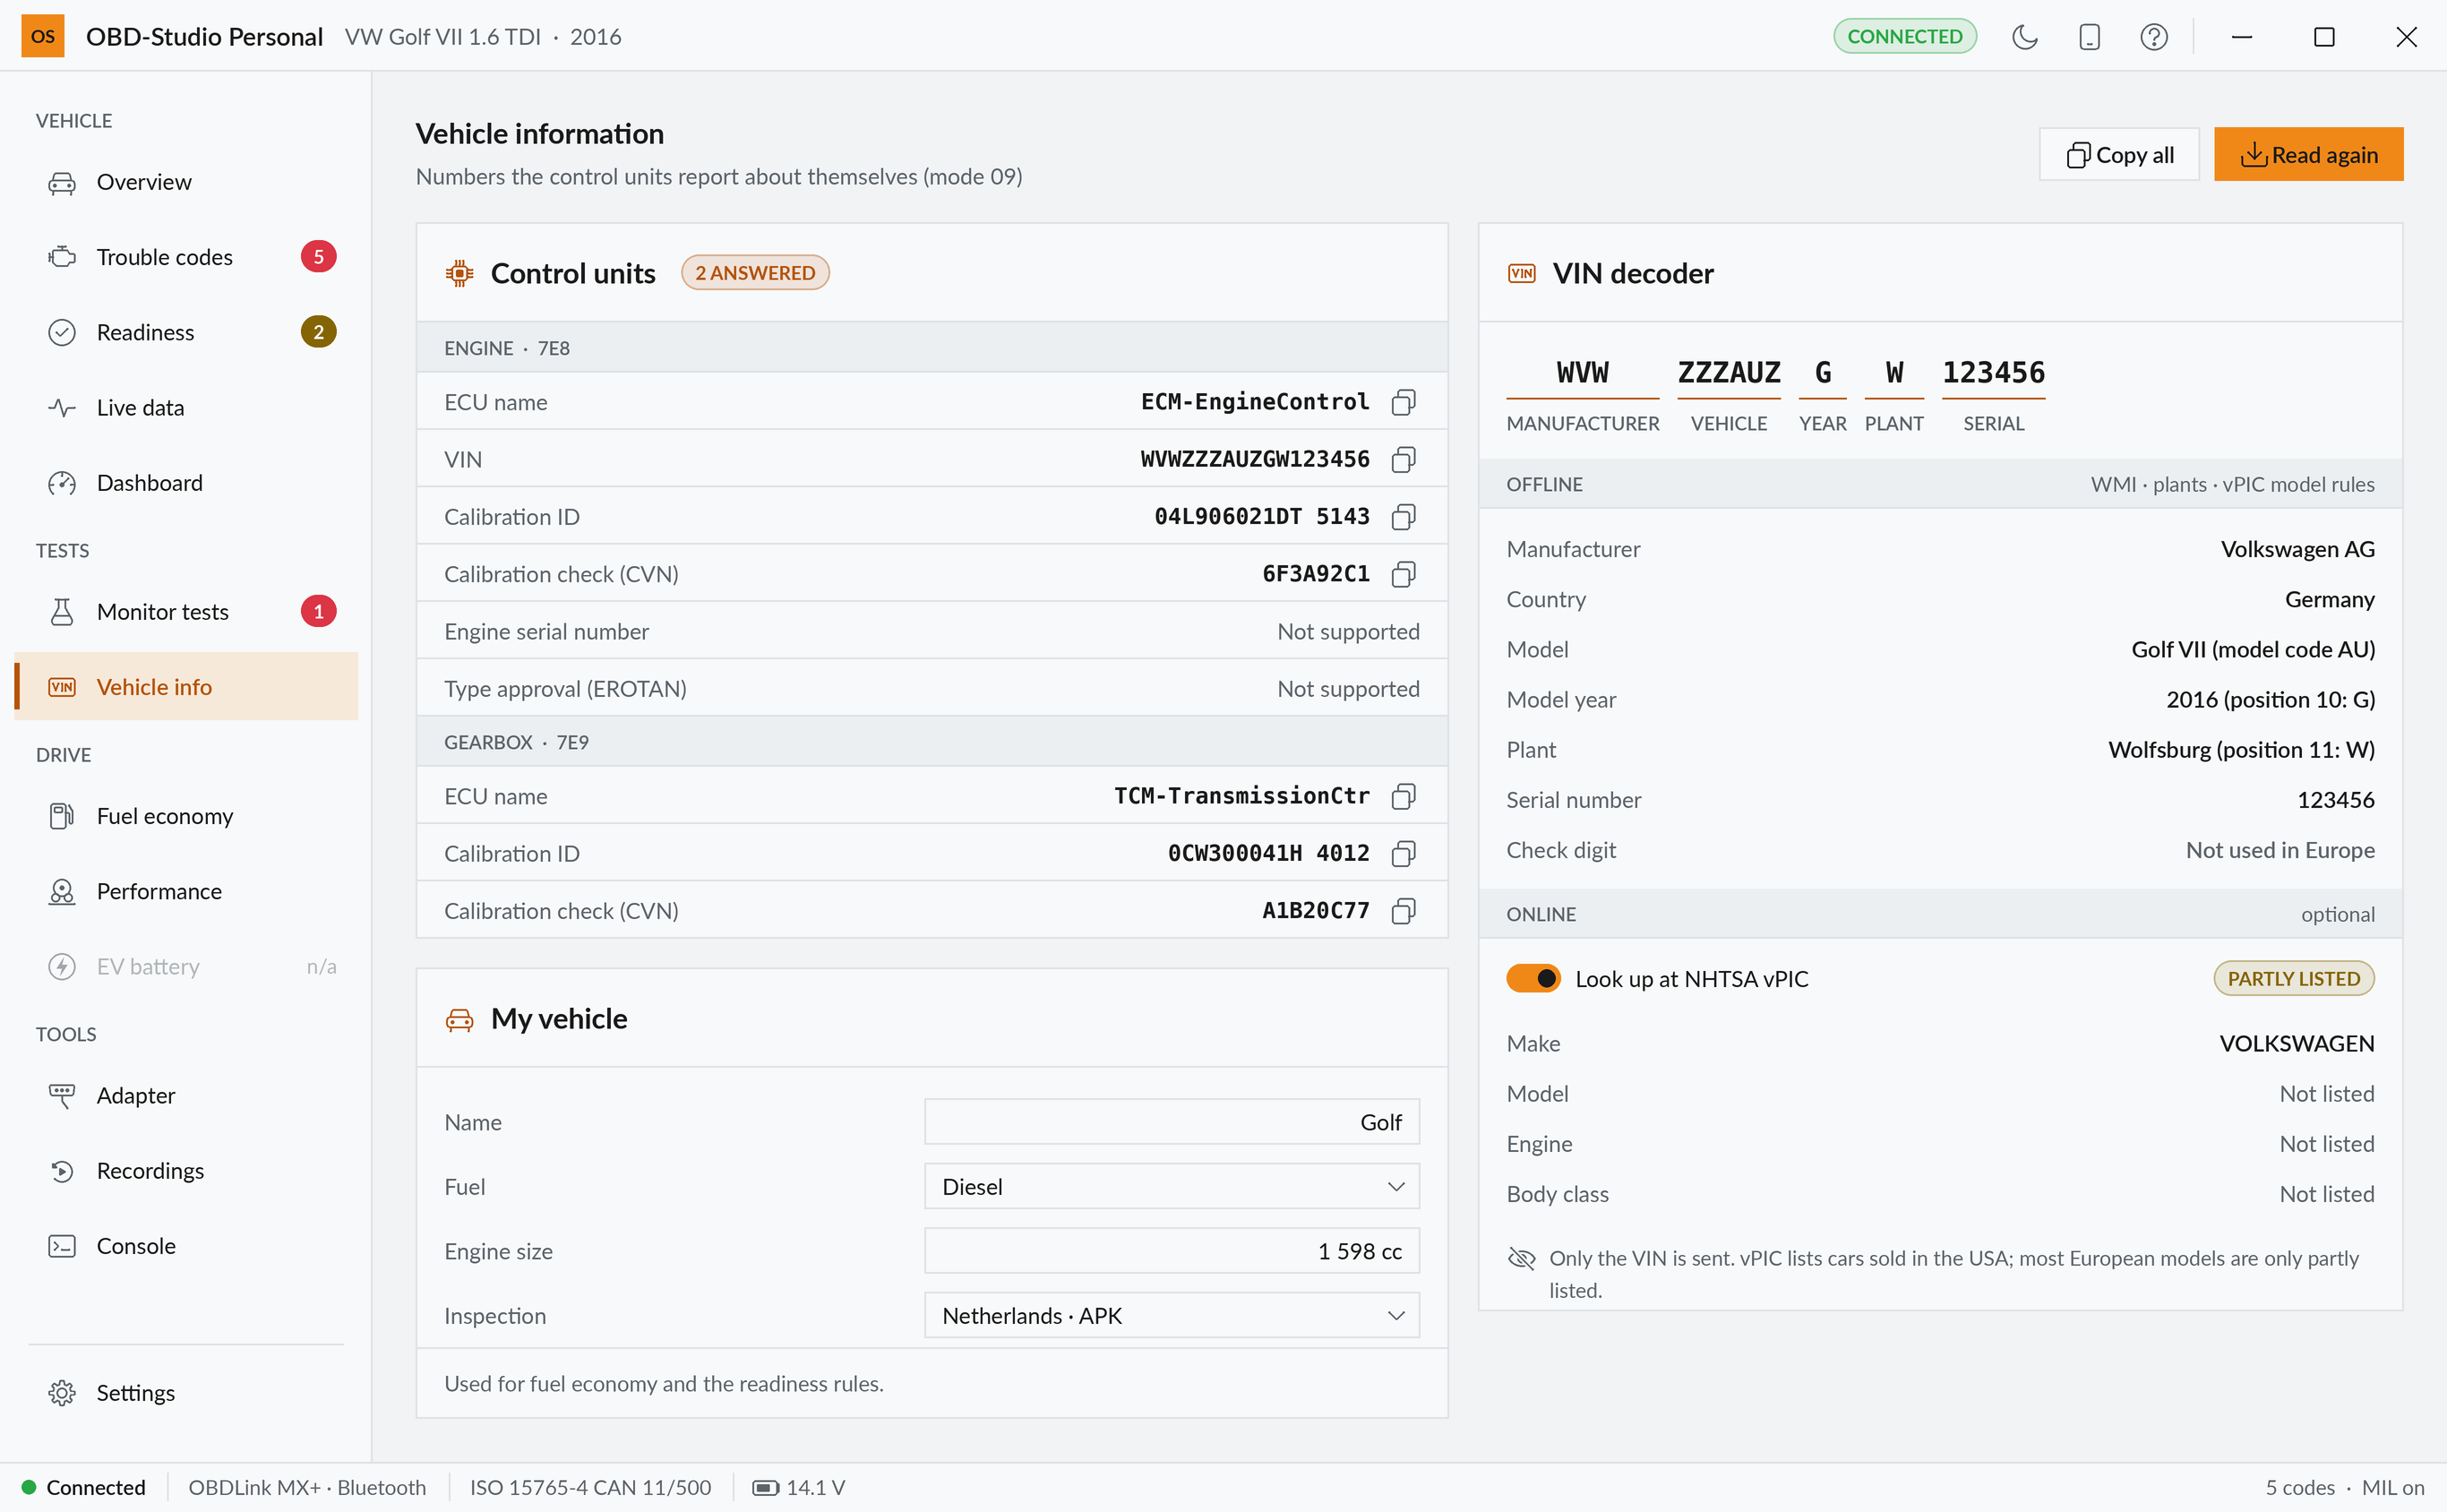 OS OBD-Studio Personal VW Golf VII 1.6 TDI · 2016 CONNECTED
VEHICLE
Overview
Trouble codes 5
Readiness 2
Live data
Dashboard
TESTS
Monitor tests 1
VIN Vehicle info
DRIVE
Fuel economy
Performance
EV battery n/a
TOOLS
Adapter
Recordings
Console
Settings
Vehicle information
Numbers the control units report about themselves (mode 09)
Copy all Read again
Control units 2 ANSWERED
ENGINE · 7E8
ECU name ECM-EngineControl
VIN WVWZZZAUZGW123456
Calibration ID 04L906021DT 5143
Calibration check (CVN) 6F3A92C1
Engine serial number Not supported
Type approval (EROTAN) Not supported
GEARBOX · 7E9
ECU name TCM-TransmissionCtr
Calibration ID 0CW300041H 4012
Calibration check (CVN) A1B20C77
My vehicle
Name Golf
Fuel Diesel
Engine size 1 598 cc
Inspection Netherlands · APK
Used for fuel economy and the readiness rules.
VIN VIN decoder
WVW ZZZAUZ G W 123456
MANUFACTURER VEHICLE YEAR PLANT SERIAL
OFFLINE WMI · plants · vPIC model rules
Manufacturer Volkswagen AG
Country Germany
Model Golf VII (model code AU)
Model year 2016 (position 10: G)
Plant Wolfsburg (position 11: W)
Serial number 123456
Check digit Not used in Europe
ONLINE optional
Look up at NHTSA vPIC PARTLY LISTED
Make VOLKSWAGEN
Model Not listed
Engine Not listed
Body class Not listed
Only the VIN is sent. vPIC lists cars sold in the USA; most European models are only partly
listed.
Connected OBDLink MX+ · Bluetooth ISO 15765-4 CAN 11/500 14.1 V 5 codes · MIL on